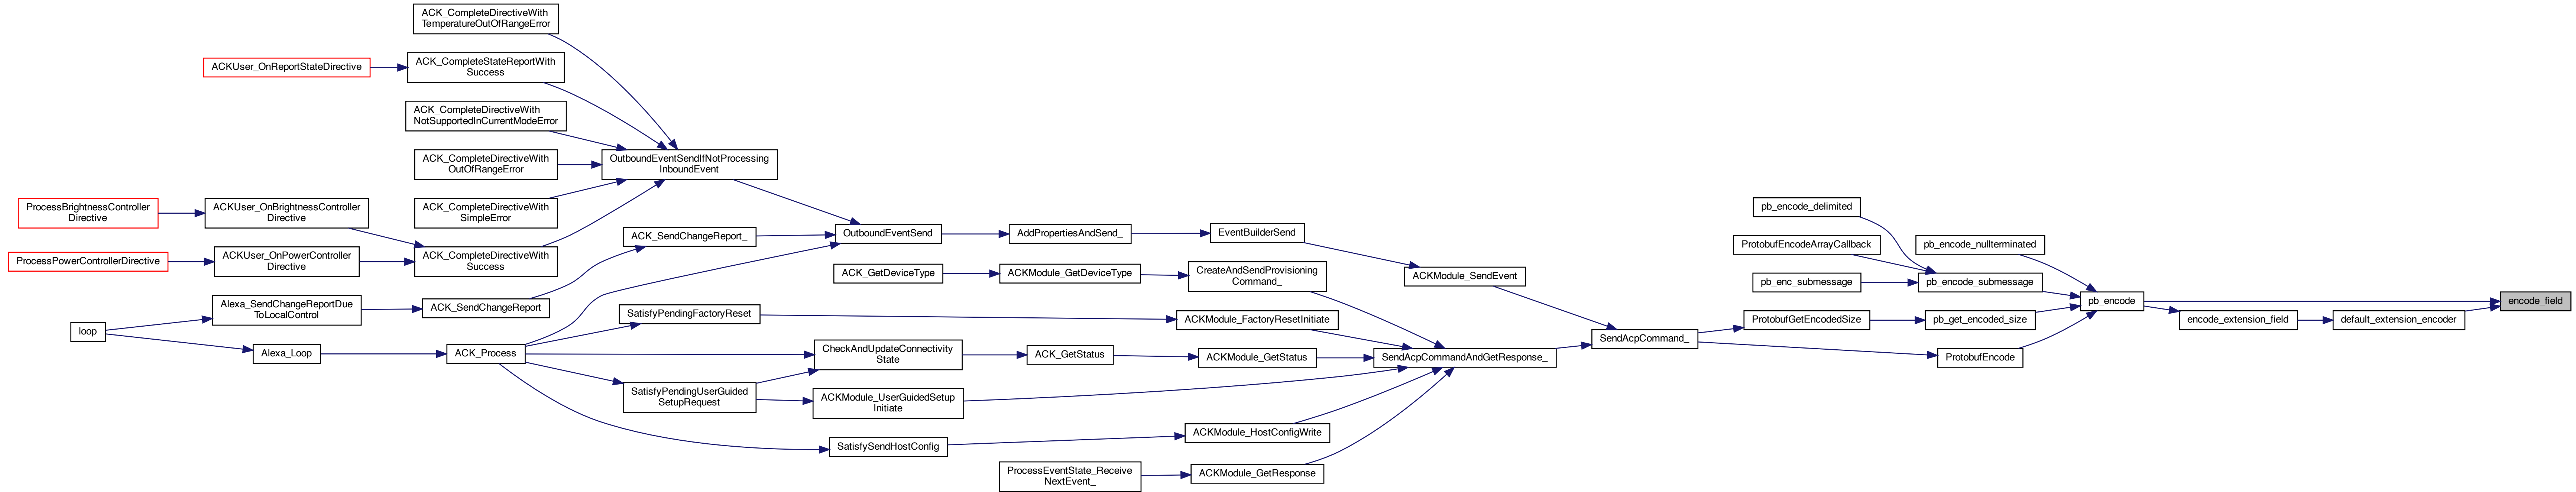 ACK_CompleteDirectiveWith
TemperatureOutOfRangeError
ACKUser_OnReportStateDirective
ACK_CompleteStateReportWith
Success
ACK_CompleteDirectiveWith
NotSupportedInCurrentModeError
ACK_CompleteDirectiveWith
OutOfRangeError
OutboundEventSendIfNotProcessing
InboundEvent
ProcessBrightnessController
Directive
ACKUser_OnBrightnessController
Directive
ACK_CompleteDirectiveWith
SimpleError
ProcessPowerControllerDirective
ACKUser_OnPowerController
Directive
ACK_CompleteDirectiveWith
Success
ACK_SendChangeReport_
OutboundEventSend
AddPropertiesAndSend_
EventBuilderSend
ACK_GetDeviceType
ACKModule_GetDeviceType
CreateAndSendProvisioning
Command_
ACKModule_SendEvent
loop
Alexa_SendChangeReportDue
ToLocalControl
ACK_SendChangeReport
SatisfyPendingFactoryReset
ACKModule_FactoryResetInitiate
Alexa_Loop
ACK_Process
CheckAndUpdateConnectivity
State
ACK_GetStatus
ACKModule_GetStatus
SendAcpCommandAndGetResponse_
SendAcpCommand_
SatisfyPendingUserGuided
SetupRequest
ACKModule_UserGuidedSetup
Initiate
SatisfySendHostConfig
ACKModule_HostConfigWrite
ProcessEventState_Receive
NextEvent_
ACKModule_GetResponse
pb_encode_delimited
ProtobufEncodeArrayCallback
pb_encode_nullterminated
pb_enc_submessage
pb_encode_submessage
ProtobufGetEncodedSize
pb_get_encoded_size
ProtobufEncode
pb_encode
encode_extension_field
default_extension_encoder
encode_field